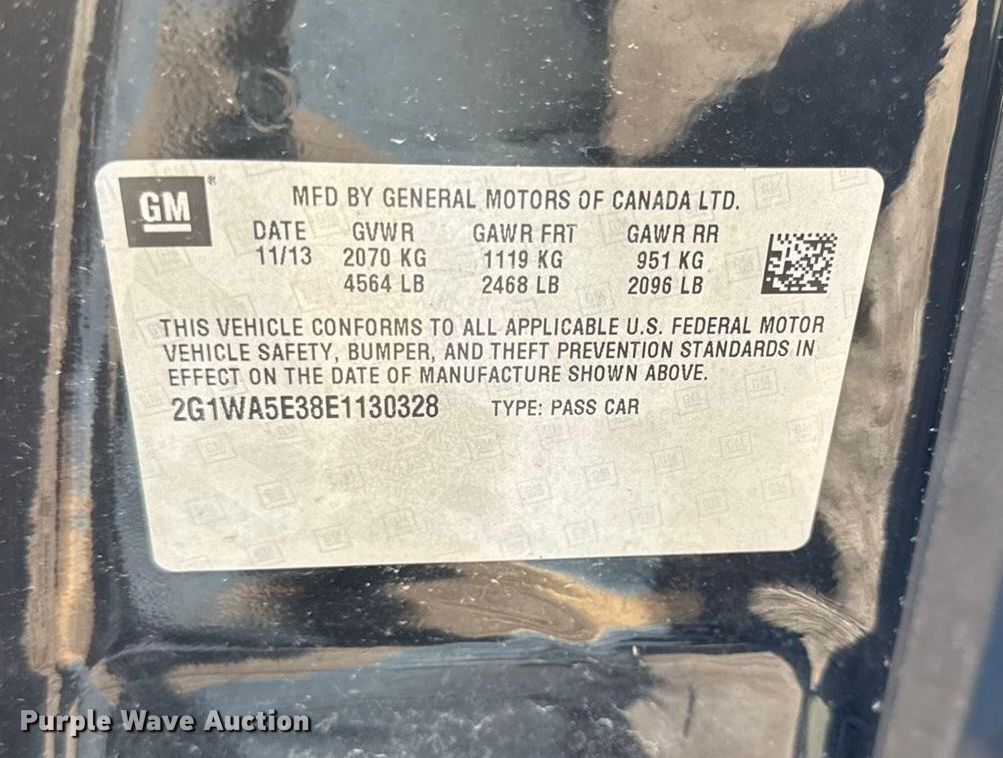 GM ®
MFD BY GENERAL MOTORS OF CANADA LTD.
DATE GVWR GAWR FRT GAWR RR
11/13 2070 KG 1119 KG 951 KG
4564 LB 2468 LB 2096 LB
THIS VEHICLE CONFORMS TO ALL APPLICABLE U.S. FEDERAL MOTOR
VEHICLE SAFETY, BUMPER, AND THEFT PREVENTION STANDARDS IN
EFFECT ON THE DATE OF MANUFACTURE SHOWN ABOVE.
2G1WA5E38E1130328 TYPE: PASS CAR
Purple Wave Auction